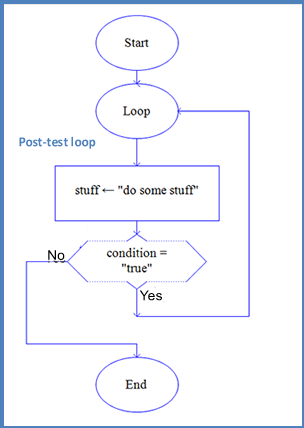 Start
Loop
Post-test loop
stuff ← "do some stuff"
No
condition =
"true"
Yes
End